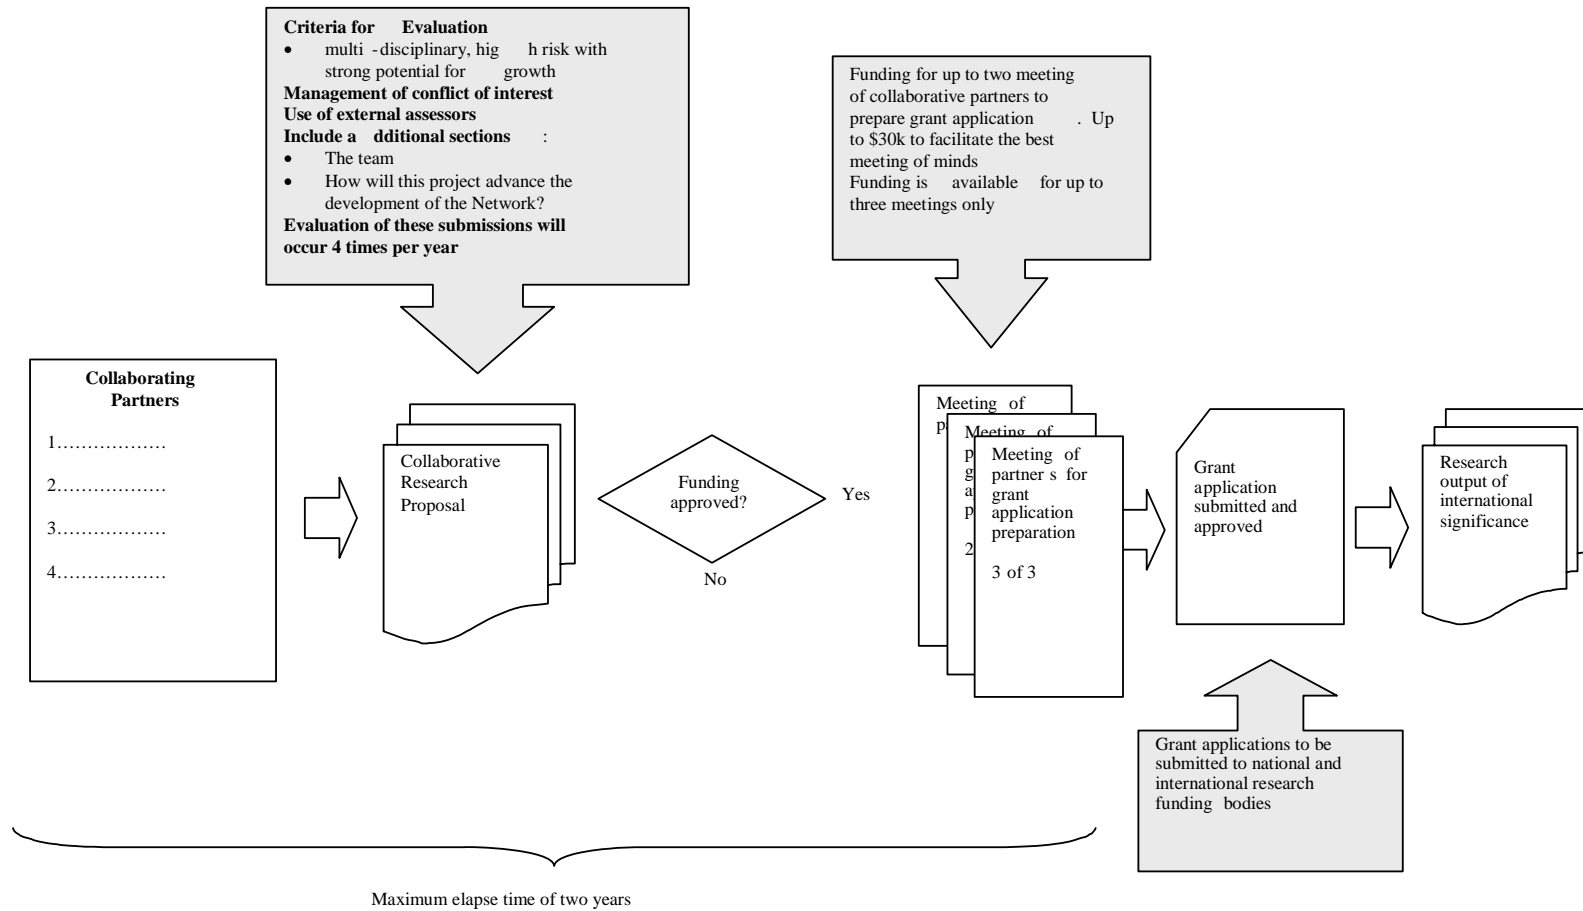 Criteria for Evaluation
• multi -disciplinary, hig h risk with
strong potential for growth
Management of conflict of interest
Use of external assessors
Include a dditional sections :
• The team
• How will this project advance the
development of the Network?
Evaluation of these submissions will
occur 4 times per year
Funding for up to two meeting
of collaborative partners to
prepare grant application . Up
to $30k to facilitate the best
meeting of minds
Funding is available for up to
three meetings only
Collaborating
Partners
1………………
2………………
3………………
4………………
Collaborative
Research
Proposal
Funding
approved?
Yes
No
Meeting of
Meeting of
2
Meeting of
partner s for
grant
application
preparation
3 of 3
Grant
application
submitted and
approved
Research
output of
international
significance
Grant applications to be
submitted to national and
international research
funding bodies
Maximum elapse time of two years